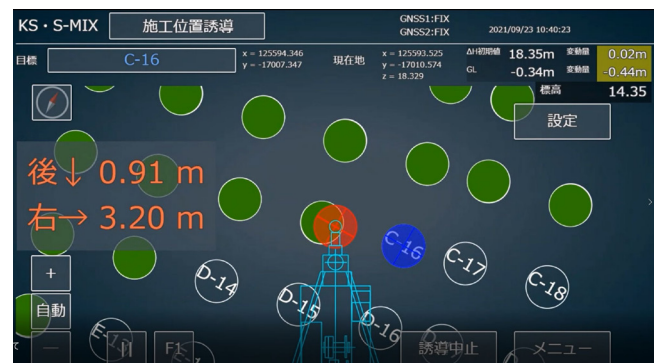 KS・S-MIX
施工位置誘導
GNSS1:FIX
GNSS2:FIX
2021/09/23 10:40:23
目標
C-16
x = 125594.346
y = -17007.347
現在地
x = 125593.525
y = -17010.574
z = 18.329
ΔH初期値 18.35m 変動量 0.02m
GL -0.34m 変動量 -0.44m
標高 14.35
設定
後↓ 0.91 m
右→ 3.20 m
C-16
C-17
C-18
D-14
D-15
D-16
+
自動
F1
誘導中止
メニュー